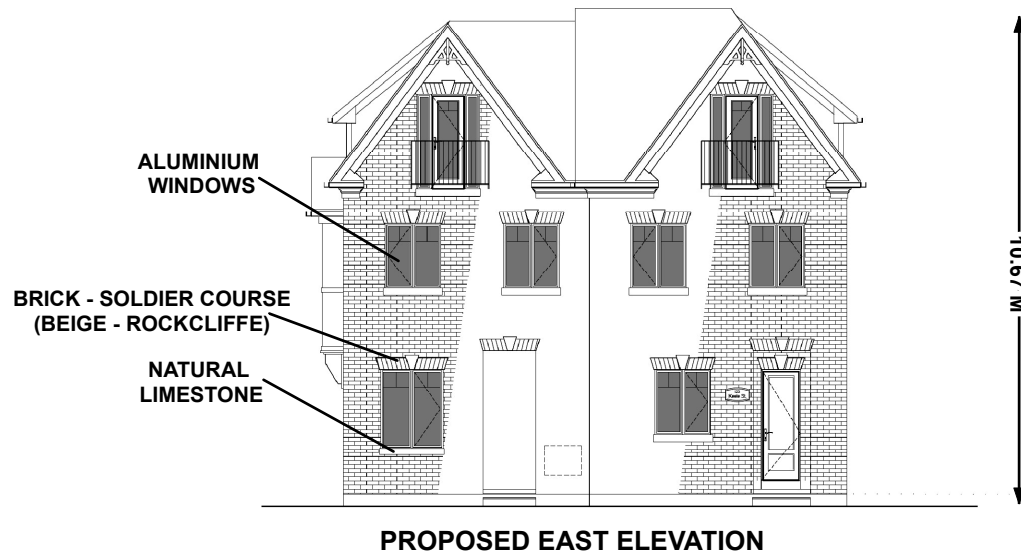 ALUMINIUM
WINDOWS
BRICK - SOLDIER COURSE
(BEIGE - ROCKCLIFFE)
NATURAL
LIMESTONE
10.67 M
PROPOSED EAST ELEVATION